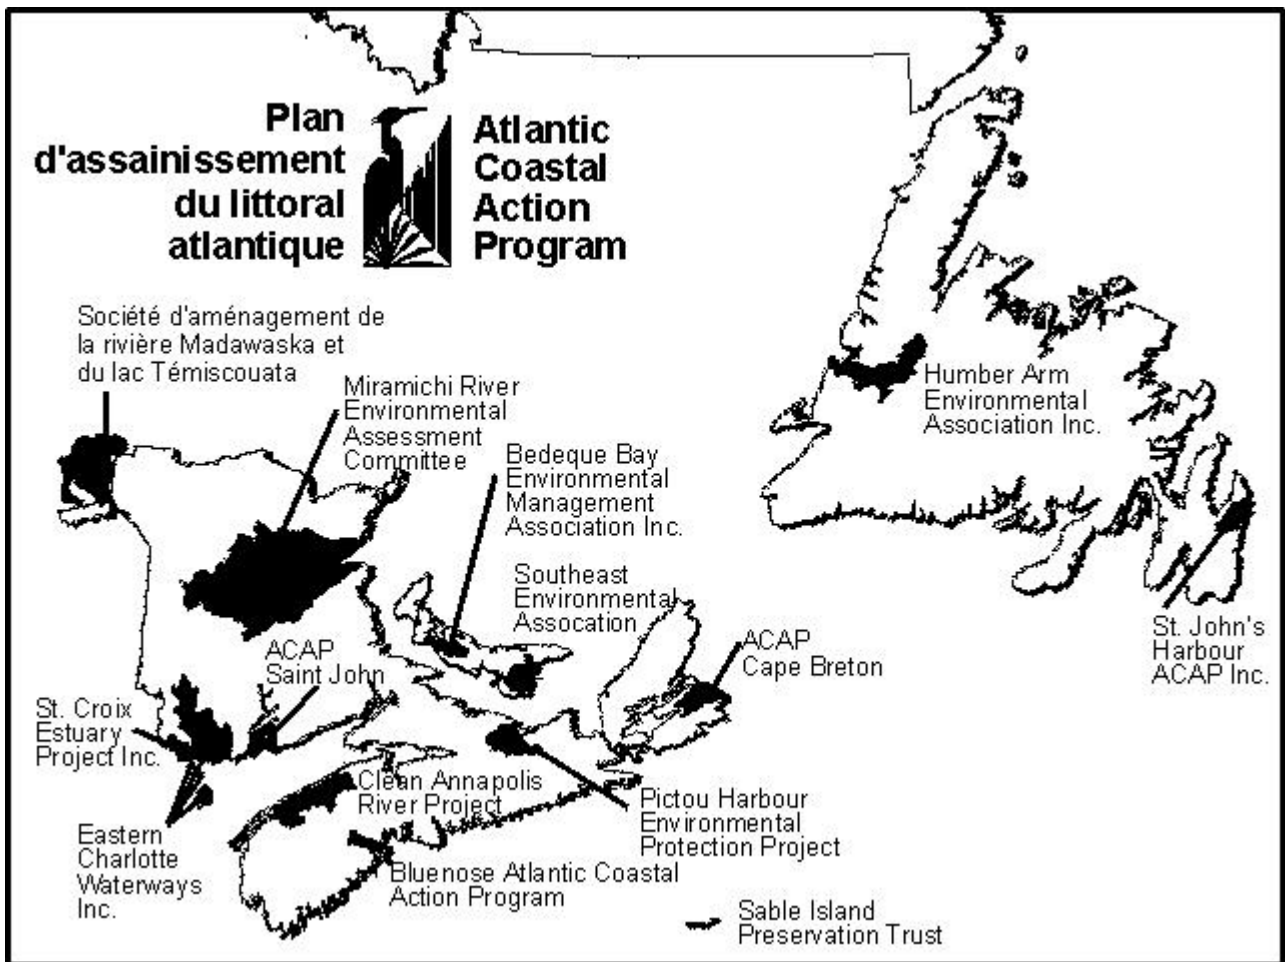 Plan
d'assainissement
du littoral
atlantique
Atlantic
Coastal
Action
Program
Société d'aménagement de
la rivière Madawaska et
du lac Témiscouata
Miramichi River
Environmental
Assessment
Committee
Bedeque Bay
Environmental
Management
Association Inc.
Southeast
Environmental
Assocation
Humber Arm
Environmental
Association Inc.
St. John's
Harbour
ACAP Inc.
ACAP
Cape Breton
ACAP
Saint John
St. Croix
Estuary
Project Inc.
Eastern
Charlotte
Waterways
Inc.
Clean Annapolis
River Project
Pictou Harbour
Environmental
Protection Project
Bluenose Atlantic Coastal
Action Program
Sable Island
Preservation Trust